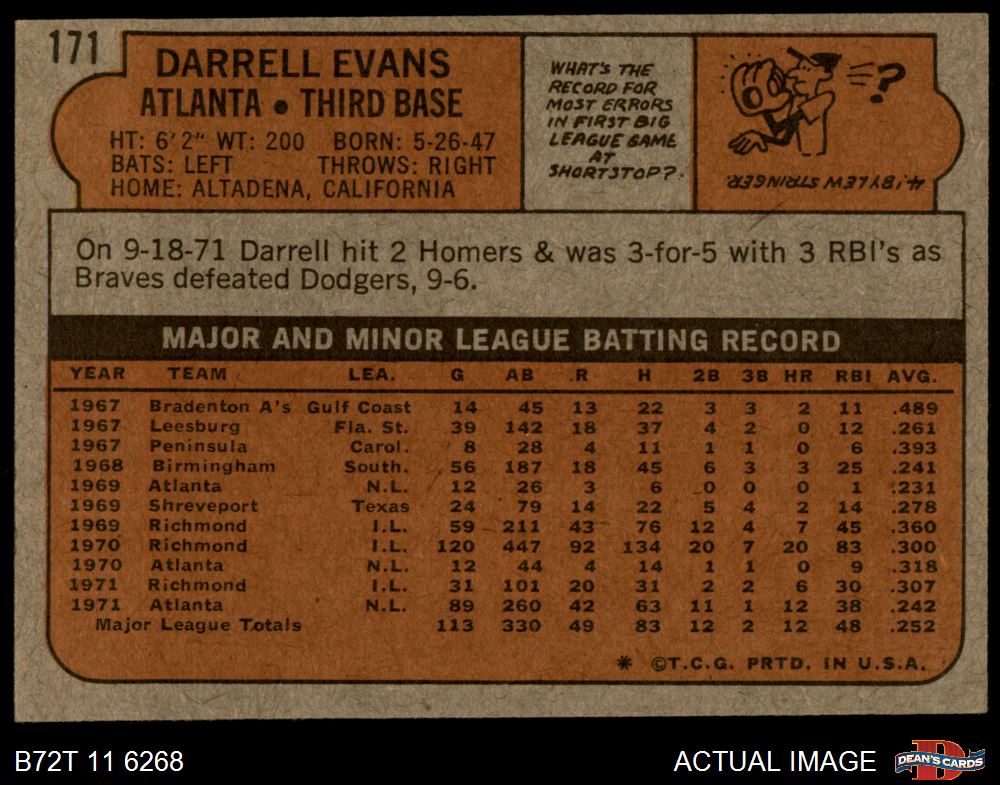 171
DARRELL EVANS
ATLANTA • THIRD BASE
HT: 6'2" WT: 200 BORN: 5-26-47
BATS: LEFT THROWS: RIGHT
HOME: ALTADENA, CALIFORNIA
WHAT'S THE
RECORD FOR
MOST ERRORS
IN FIRST BIG
LEAGUE GAME
AT
SHORTSTOP?
?
4; BY LEW STRINGER
On 9-18-71 Darrell hit 2 Homers & was 3-for-5 with 3 RBI's as
Braves defeated Dodgers, 9-6.
MAJOR AND MINOR LEAGUE BATTING RECORD
YEAR TEAM LEA. G AB R H 2B 3B HR RBI AVG.
1967 Bradenton A's Gulf Coast 14 45 13 22 3 3 2 11 .489
1967 Leesburg Fla. St. 39 142 18 37 4 2 0 12 .261
1967 Peninsula Carol. 8 28 4 11 1 1 0 6 .393
1968 Birmingham South. 56 187 18 45 6 3 3 25 .241
1969 Atlanta N.L. 12 26 3 6 0 0 0 1 .231
1969 Shreveport Texas 24 79 14 22 5 4 2 14 .278
1969 Richmond I.L. 59 211 43 76 12 4 7 45 .360
1970 Richmond I.L. 120 447 92 134 20 7 20 83 .300
1970 Atlanta N.L. 12 44 4 14 1 1 0 9 .318
1971 Richmond I.L. 31 101 20 31 2 2 6 30 .307
1971 Atlanta N.L. 89 260 42 63 11 1 12 38 .242
Major League Totals 113 330 49 83 12 2 12 48 .252
* ©T.C.G. PRTD. IN U.S.A.
B72T 11 6268 ACTUAL IMAGE DEAN'S CARDS